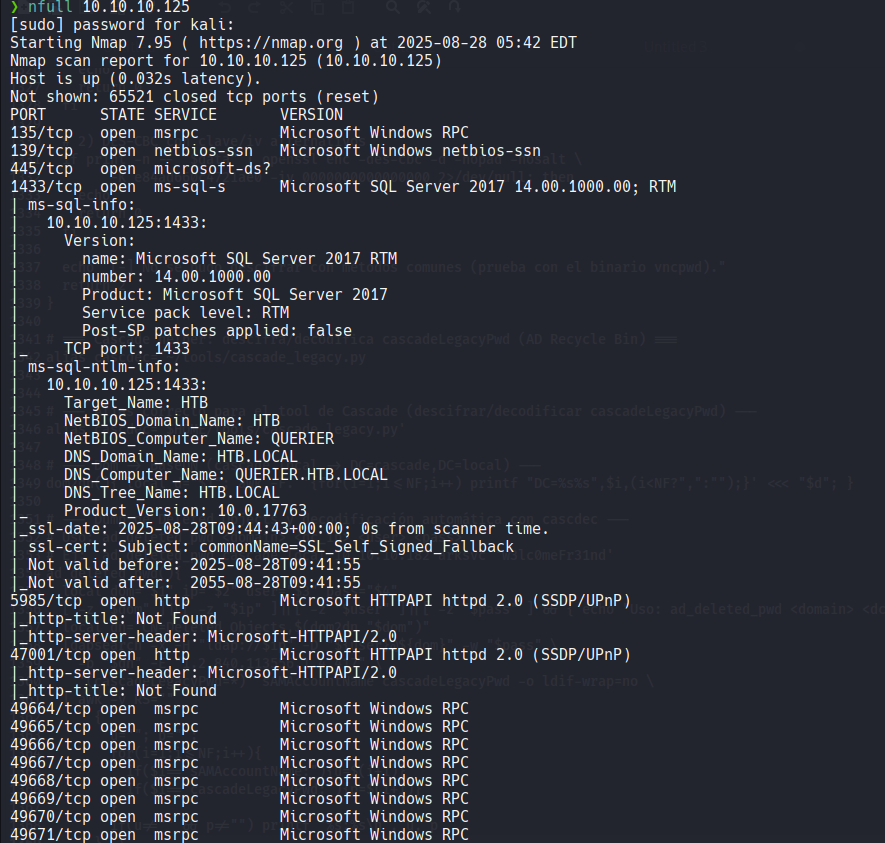 ❯ nfull 10.10.10.125
[sudo] password for kali:
Starting Nmap 7.95 ( https://nmap.org ) at 2025-08-28 05:42 EDT
Nmap scan report for 10.10.10.125 (10.10.10.125)
Host is up (0.032s latency).
Not shown: 65521 closed tcp ports (reset)
PORT      STATE SERVICE       VERSION
135/tcp   open  msrpc         Microsoft Windows RPC
139/tcp   open  netbios-ssn   Microsoft Windows netbios-ssn
445/tcp   open  microsoft-ds?
1433/tcp  open  ms-sql-s      Microsoft SQL Server 2017 14.00.1000.00; RTM
| ms-sql-info:
|   10.10.10.125:1433:
|     Version:
|       name: Microsoft SQL Server 2017 RTM
|       number: 14.00.1000.00
|       Product: Microsoft SQL Server 2017
|       Service pack level: RTM
|       Post-SP patches applied: false
|_    TCP port: 1433
| ms-sql-ntlm-info:
|   10.10.10.125:1433:
|     Target_Name: HTB
|     NetBIOS_Domain_Name: HTB
|     NetBIOS_Computer_Name: QUERIER
|     DNS_Domain_Name: HTB.LOCAL
|     DNS_Computer_Name: QUERIER.HTB.LOCAL
|     DNS_Tree_Name: HTB.LOCAL
|_    Product_Version: 10.0.17763
|_ssl-date: 2025-08-28T09:44:43+00:00; 0s from scanner time.
| ssl-cert: Subject: commonName=SSL_Self_Signed_Fallback
| Not valid before: 2025-08-28T09:41:55
|_Not valid after:  2055-08-28T09:41:55
5985/tcp  open  http          Microsoft HTTPAPI httpd 2.0 (SSDP/UPnP)
|_http-title: Not Found
|_http-server-header: Microsoft-HTTPAPI/2.0
47001/tcp open  http          Microsoft HTTPAPI httpd 2.0 (SSDP/UPnP)
|_http-server-header: Microsoft-HTTPAPI/2.0
|_http-title: Not Found
49664/tcp open  msrpc         Microsoft Windows RPC
49665/tcp open  msrpc         Microsoft Windows RPC
49666/tcp open  msrpc         Microsoft Windows RPC
49667/tcp open  msrpc         Microsoft Windows RPC
49668/tcp open  msrpc         Microsoft Windows RPC
49669/tcp open  msrpc         Microsoft Windows RPC
49670/tcp open  msrpc         Microsoft Windows RPC
49671/tcp open  msrpc         Microsoft Windows RPC